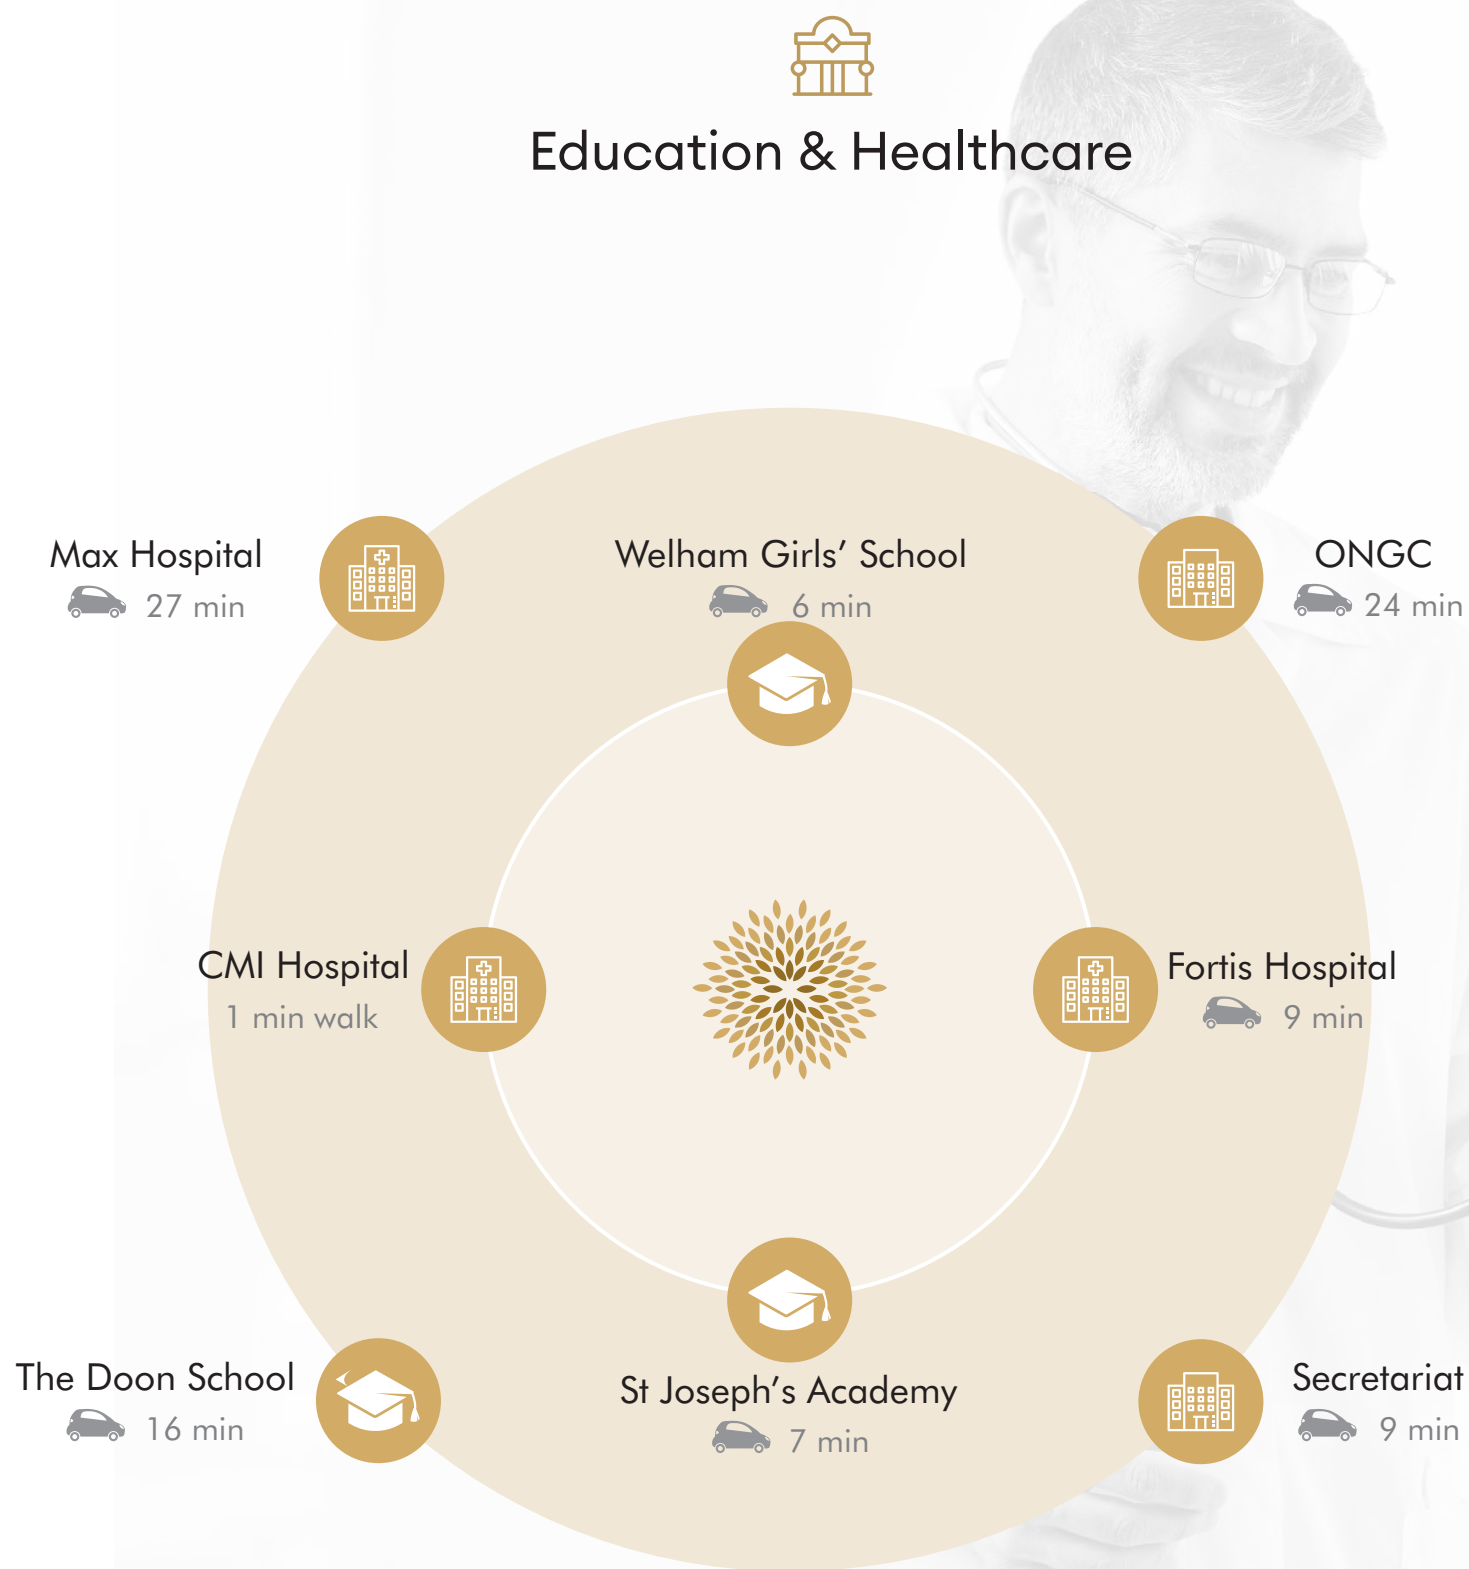 Education & Healthcare
Max Hospital
27 min
Welham Girls’ School
6 min
ONGC
24 min
CMI Hospital
1 min walk
Fortis Hospital
9 min
The Doon School
16 min
St Joseph’s Academy
7 min
Secretariat
9 min